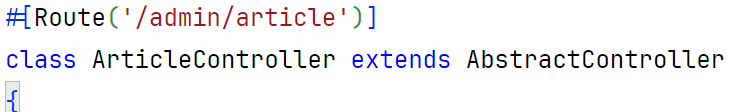 #[Route('/admin/article')]
class ArticleController extends AbstractController
{